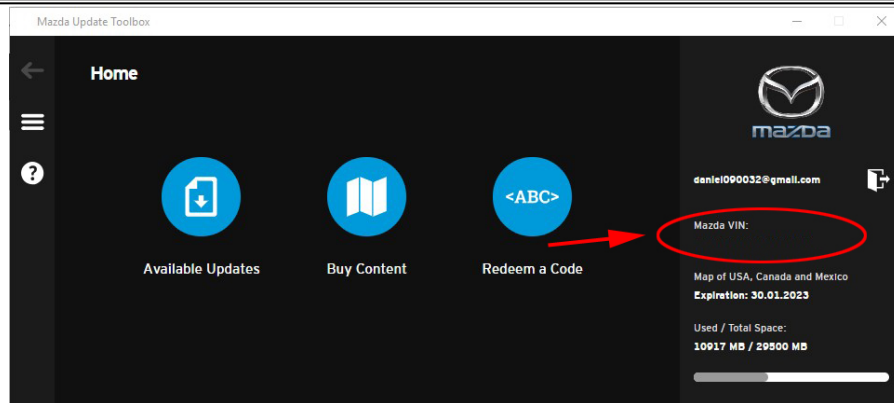 Mazda Update Toolbox
Home
?
<ABC>
Available Updates
Buy Content
Redeem a Code
mazda
daniel090032@gmail.com
Mazda VIN:
Map of USA, Canada and Mexico
Expiration: 30.01.2023
Used / Total Space:
10917 MB / 29500 MB